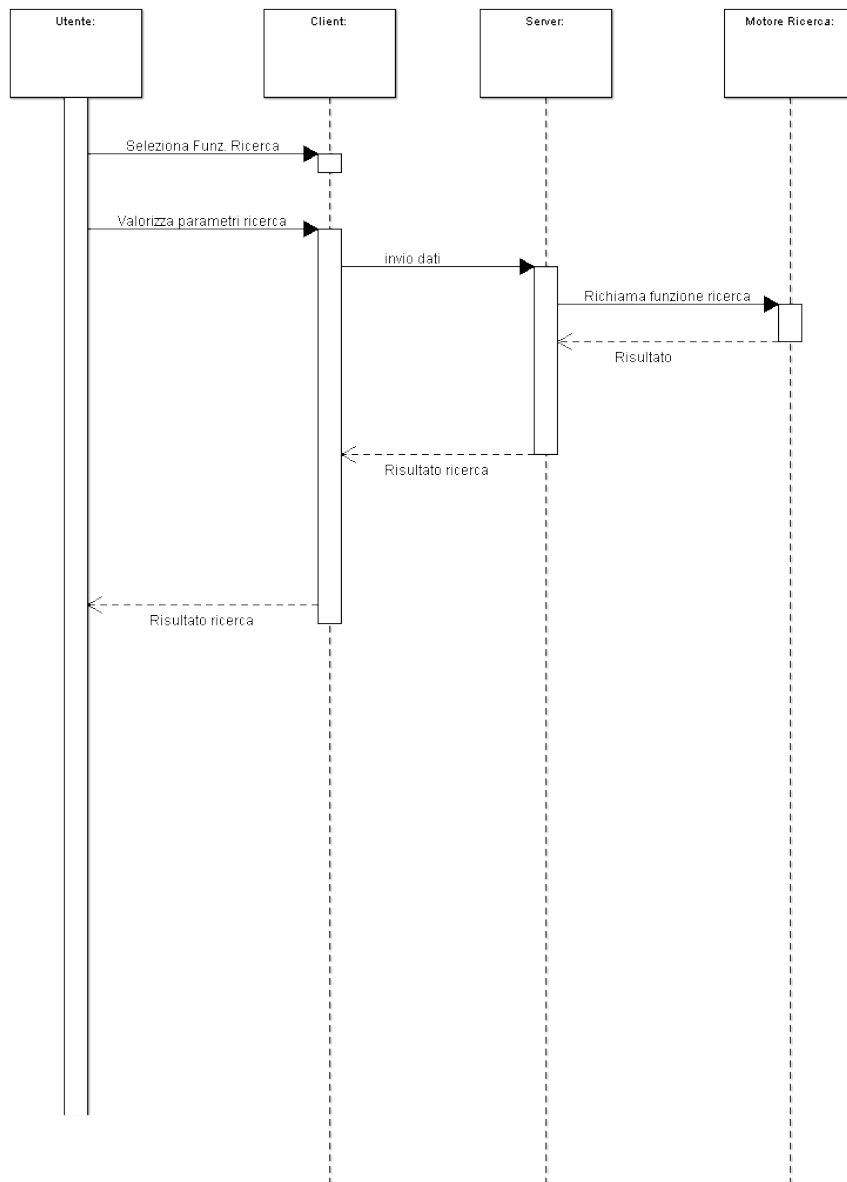 Utente:
Client:
Server:
Motore Ricerca:
Seleziona Funz. Ricerca
Valorizza parametri ricerca
invio dati
Richiama funzione ricerca
Risultato
Risultato ricerca
Risultato ricerca